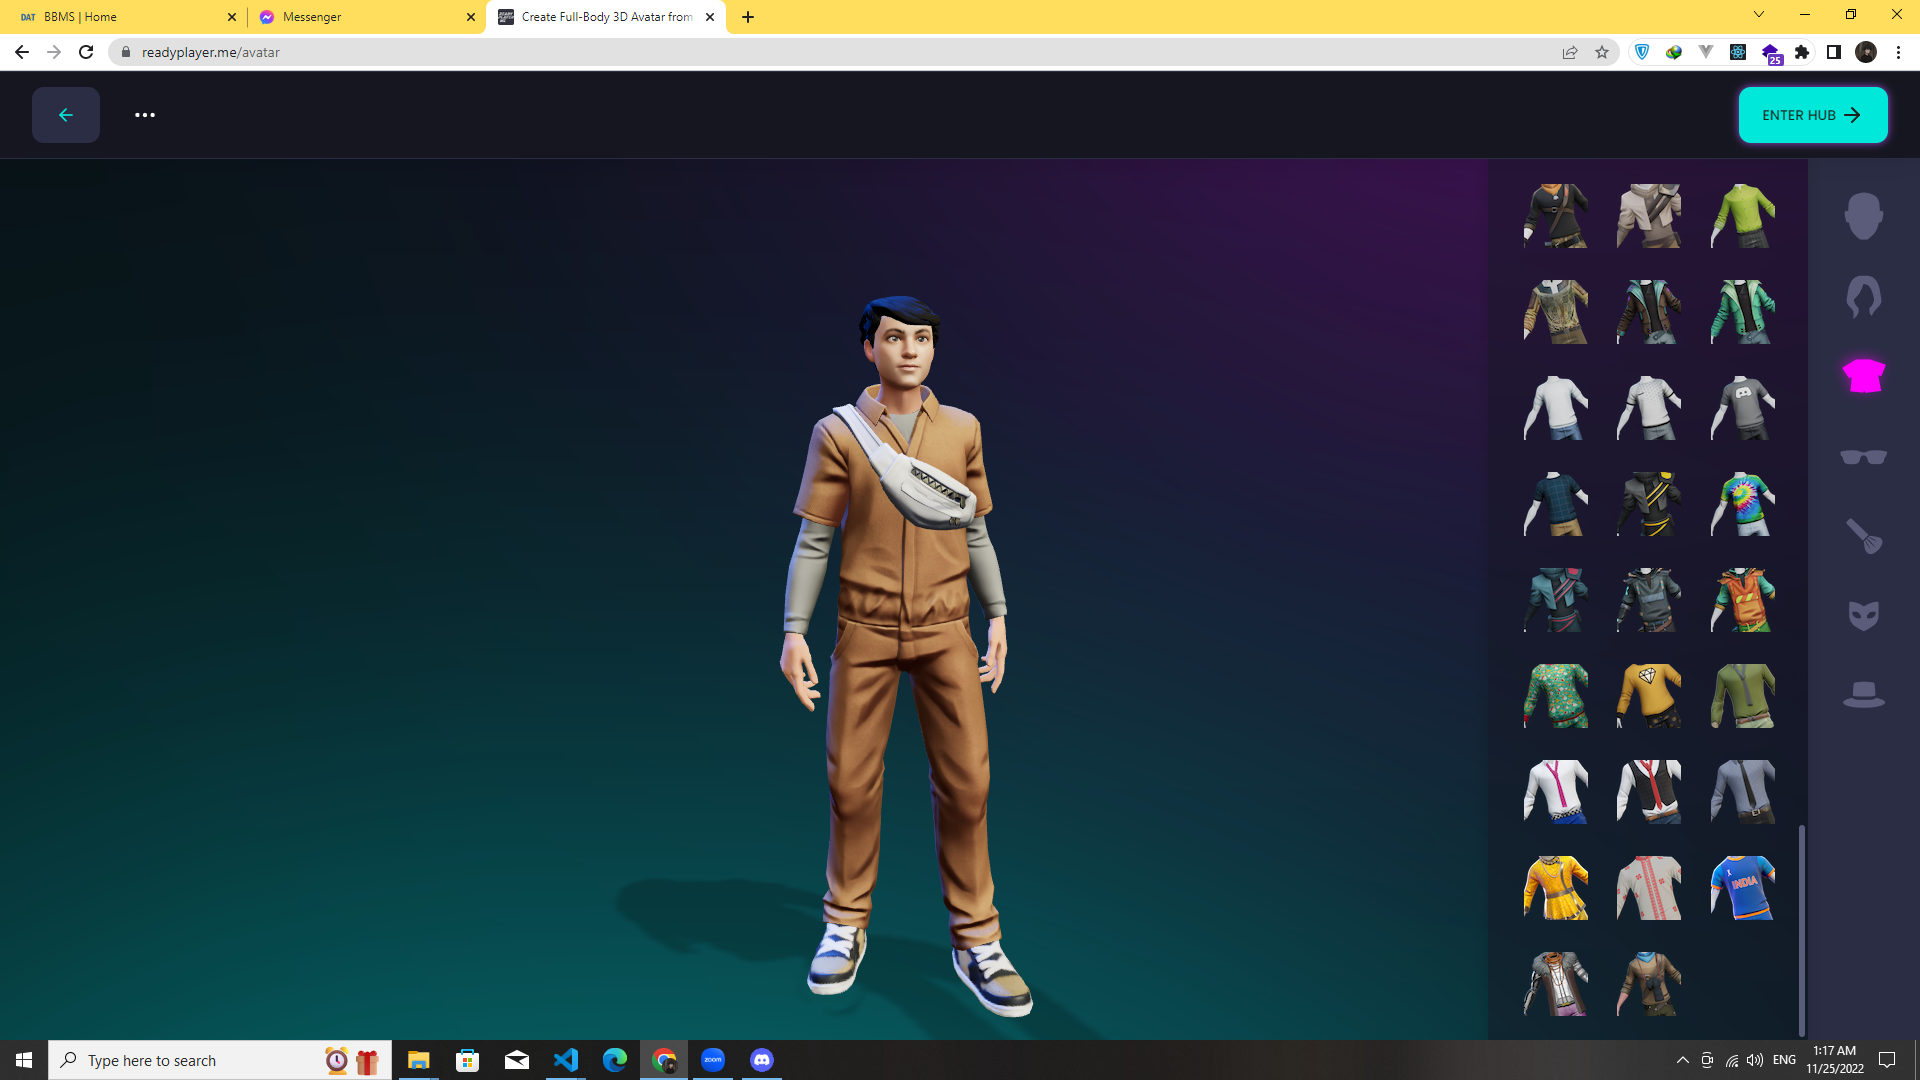 DAT BBMS | Home
Messenger
Create Full-Body 3D Avatar from
readyplayer.me/avatar
25
ENTER HUB
INDIA
Type here to search
zoom
ENG
1:17 AM
11/25/2022